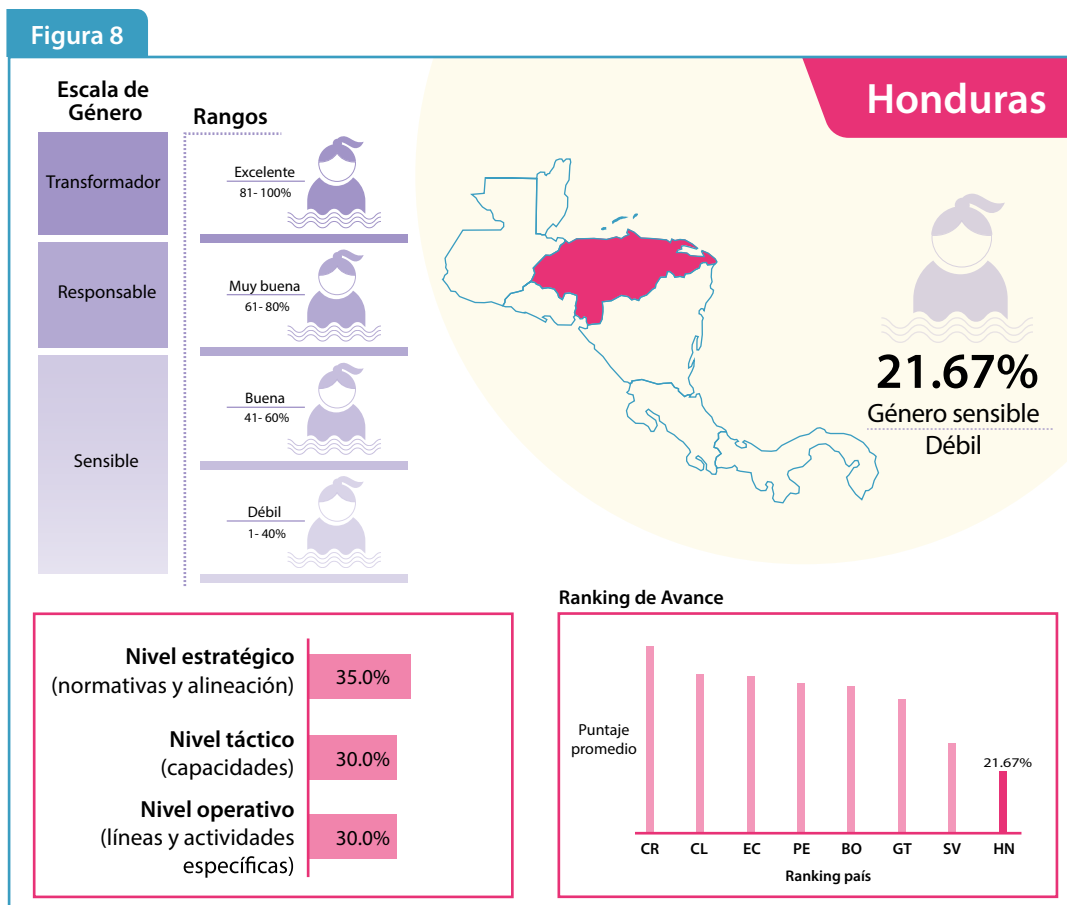 Figura 8
Honduras
Escala de
Género
Rangos
Transformador
Excelente
81- 100%
Responsable
Muy buena
61- 80%
Sensible
Buena
41- 60%
Débil
1- 40%
21.67%
Género sensible
Débil
Nivel estratégico
(normativas y alineación)
35.0%
Nivel táctico
(capacidades)
30.0%
Nivel operativo
(líneas y actividades
específicas)
30.0%
Ranking de Avance
Puntaje
promedio
21.67%
CR CL EC PE BO GT SV HN
Ranking país